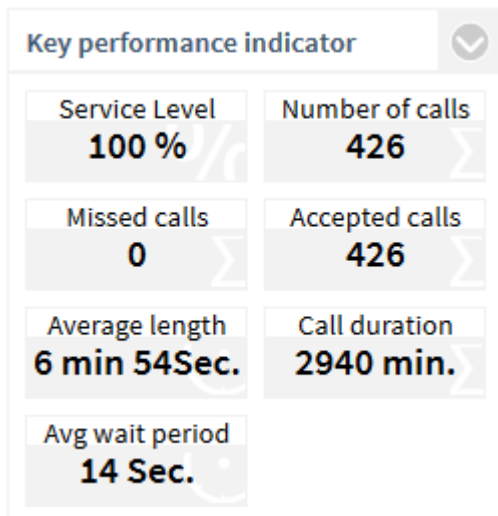 Key performance indicator
Service Level
100 %
Number of calls
426
Missed calls
0
Accepted calls
426
Average length
6 min 54Sec.
Call duration
2940 min.
Avg wait period
14 Sec.